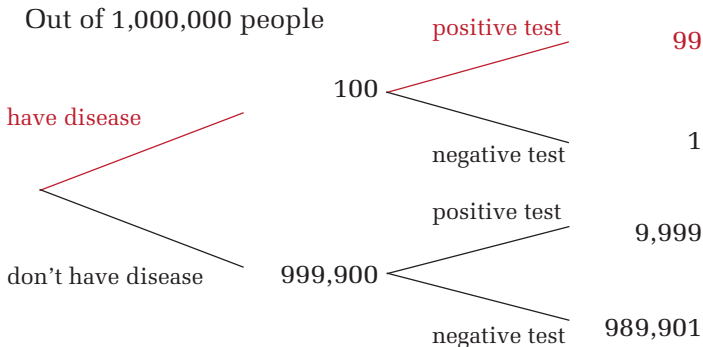 Out of 1,000,000 people
positive test
99
100
have disease
negative test
1
positive test
9,999
don't have disease
999,900
negative test
989,901